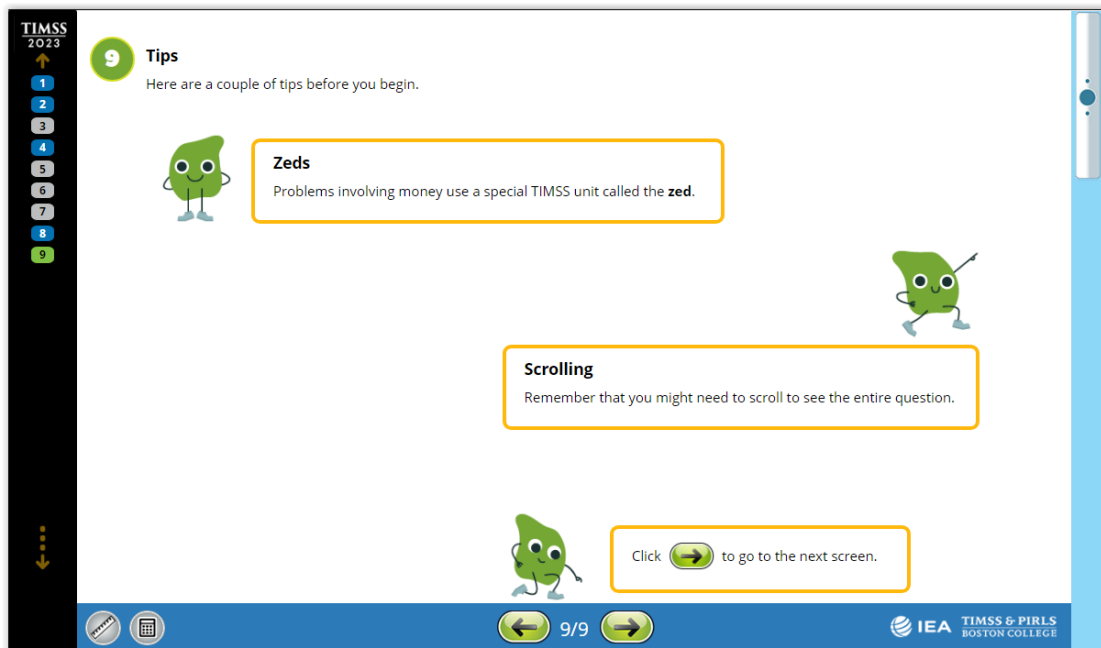 TIMSS
2023
1
2
3
4
5
6
7
8
9
9
Tips
Here are a couple of tips before you begin.
Zeds
Problems involving money use a special TIMSS unit called the zed.
Scrolling
Remember that you might need to scroll to see the entire question.
Click to go to the next screen.
9/9
IEA
TIMSS & PIRLS
BOSTON COLLEGE